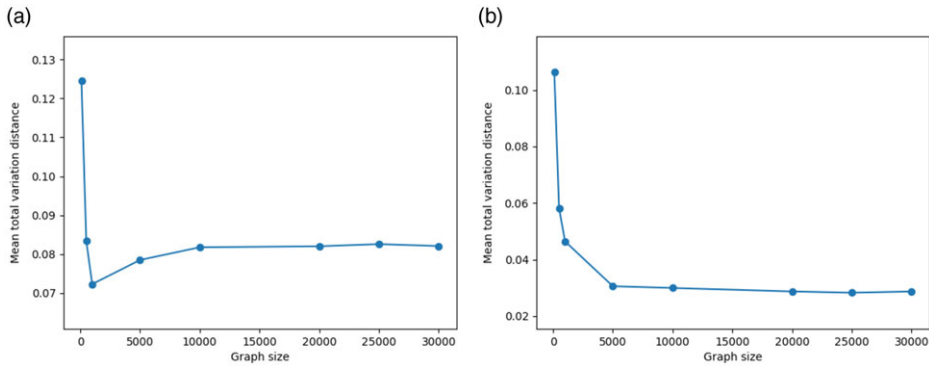 (a)
Mean total variation distance
0.13
0.12
0.11
0.10
0.09
0.08
0.07
0 5000 10000 15000 20000 25000 30000
Graph size
(b)
Mean total variation distance
0.10
0.08
0.06
0.04
0.02
0 5000 10000 15000 20000 25000 30000
Graph size